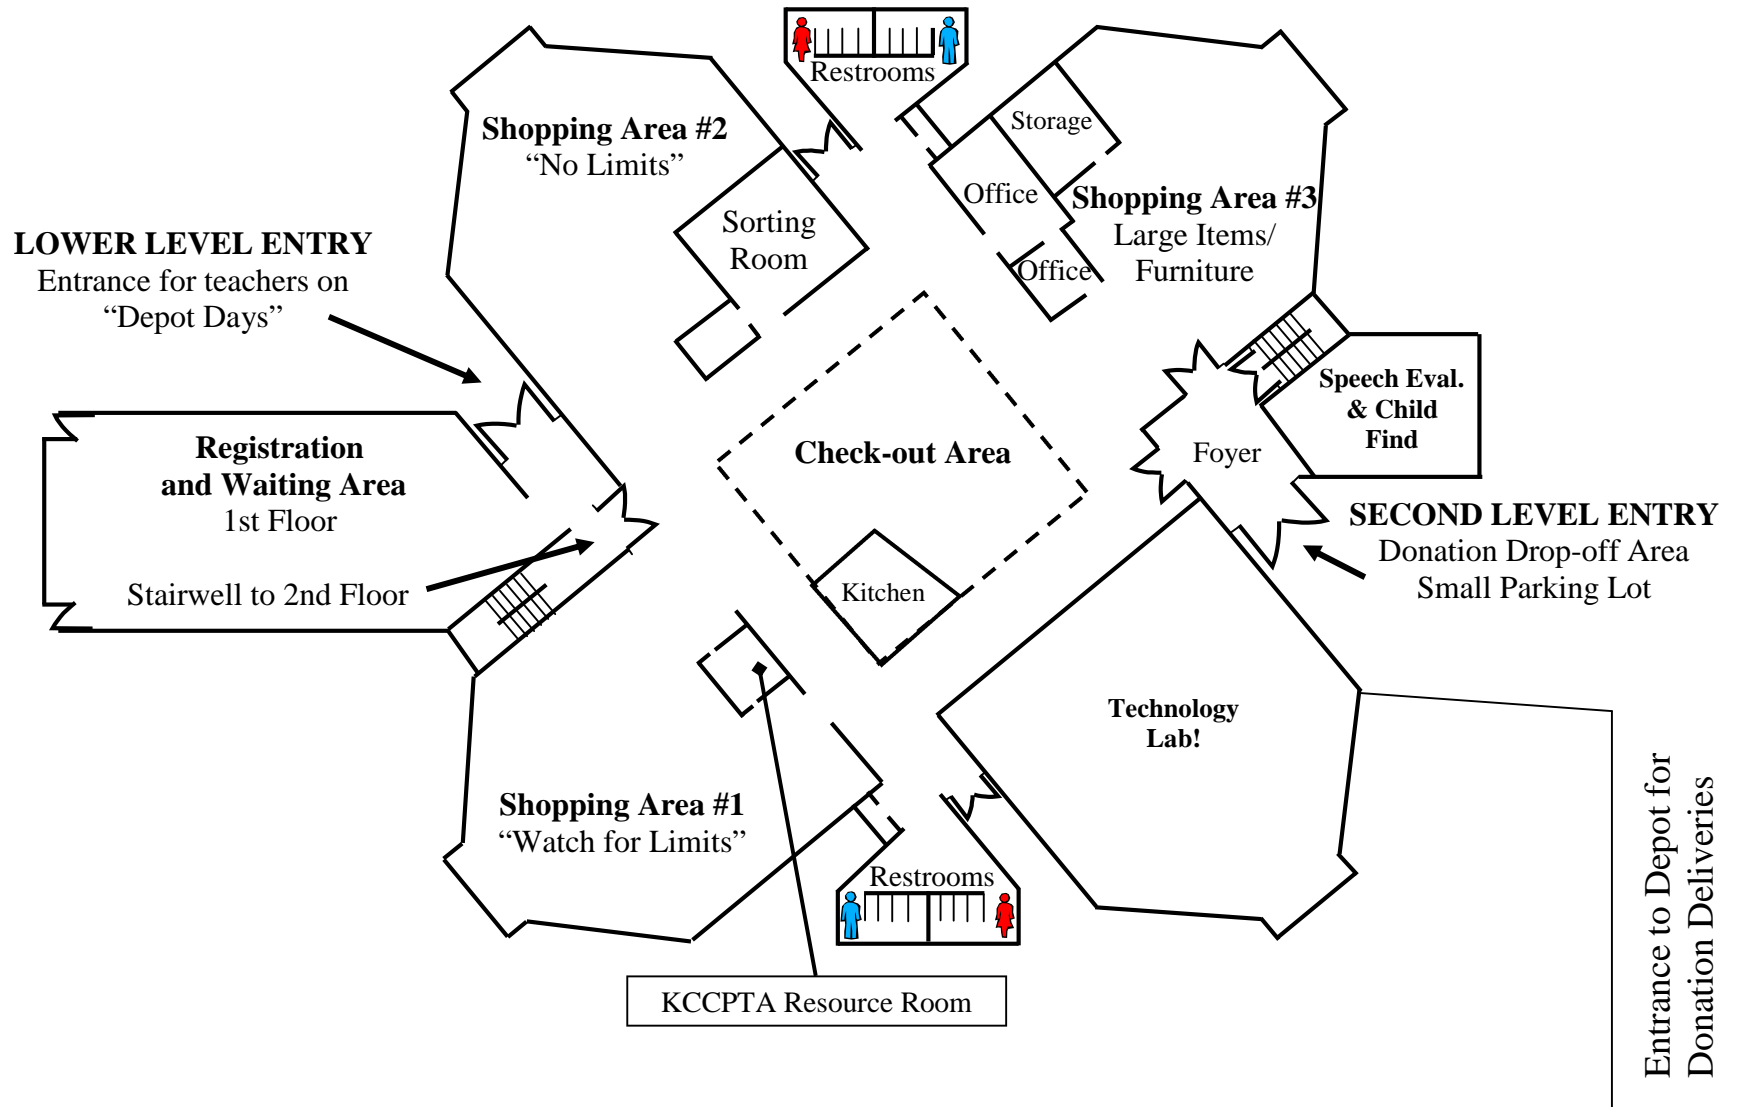 Restrooms
Shopping Area #2
“No Limits”
Storage
Office
Shopping Area #3
Large Items/
Furniture
Office
Sorting
Room
LOWER LEVEL ENTRY
Entrance for teachers on
“Depot Days”
Speech Eval.
& Child
Find
Registration
and Waiting Area
1st Floor
Check-out Area
Foyer
SECOND LEVEL ENTRY
Donation Drop-off Area
Small Parking Lot
Stairwell to 2nd Floor
Kitchen
Technology
Lab!
Shopping Area #1
“Watch for Limits”
Restrooms
KCCPTA Resource Room
Entrance to Depot for
Donation Deliveries